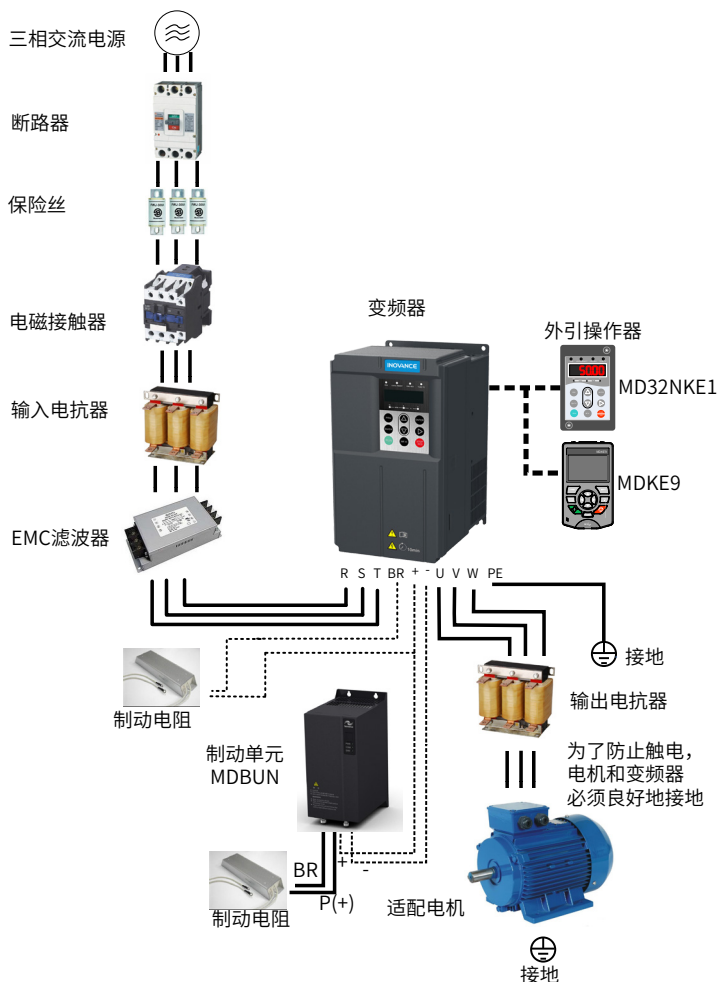 三相交流电源
断路器
保险丝
电磁接触器
变频器
外引操作器
INOVANCE
5000
MD32NKE1
输入电抗器
MDKE9
EMC滤波器
10min
R S T BR + - U V W PE
接地
制动电阻
输出电抗器
制动单元
MDBUN
为了防止触电，
电机和变频器
必须良好地接地
BR
+
-
P(+)
制动电阻
适配电机
接地